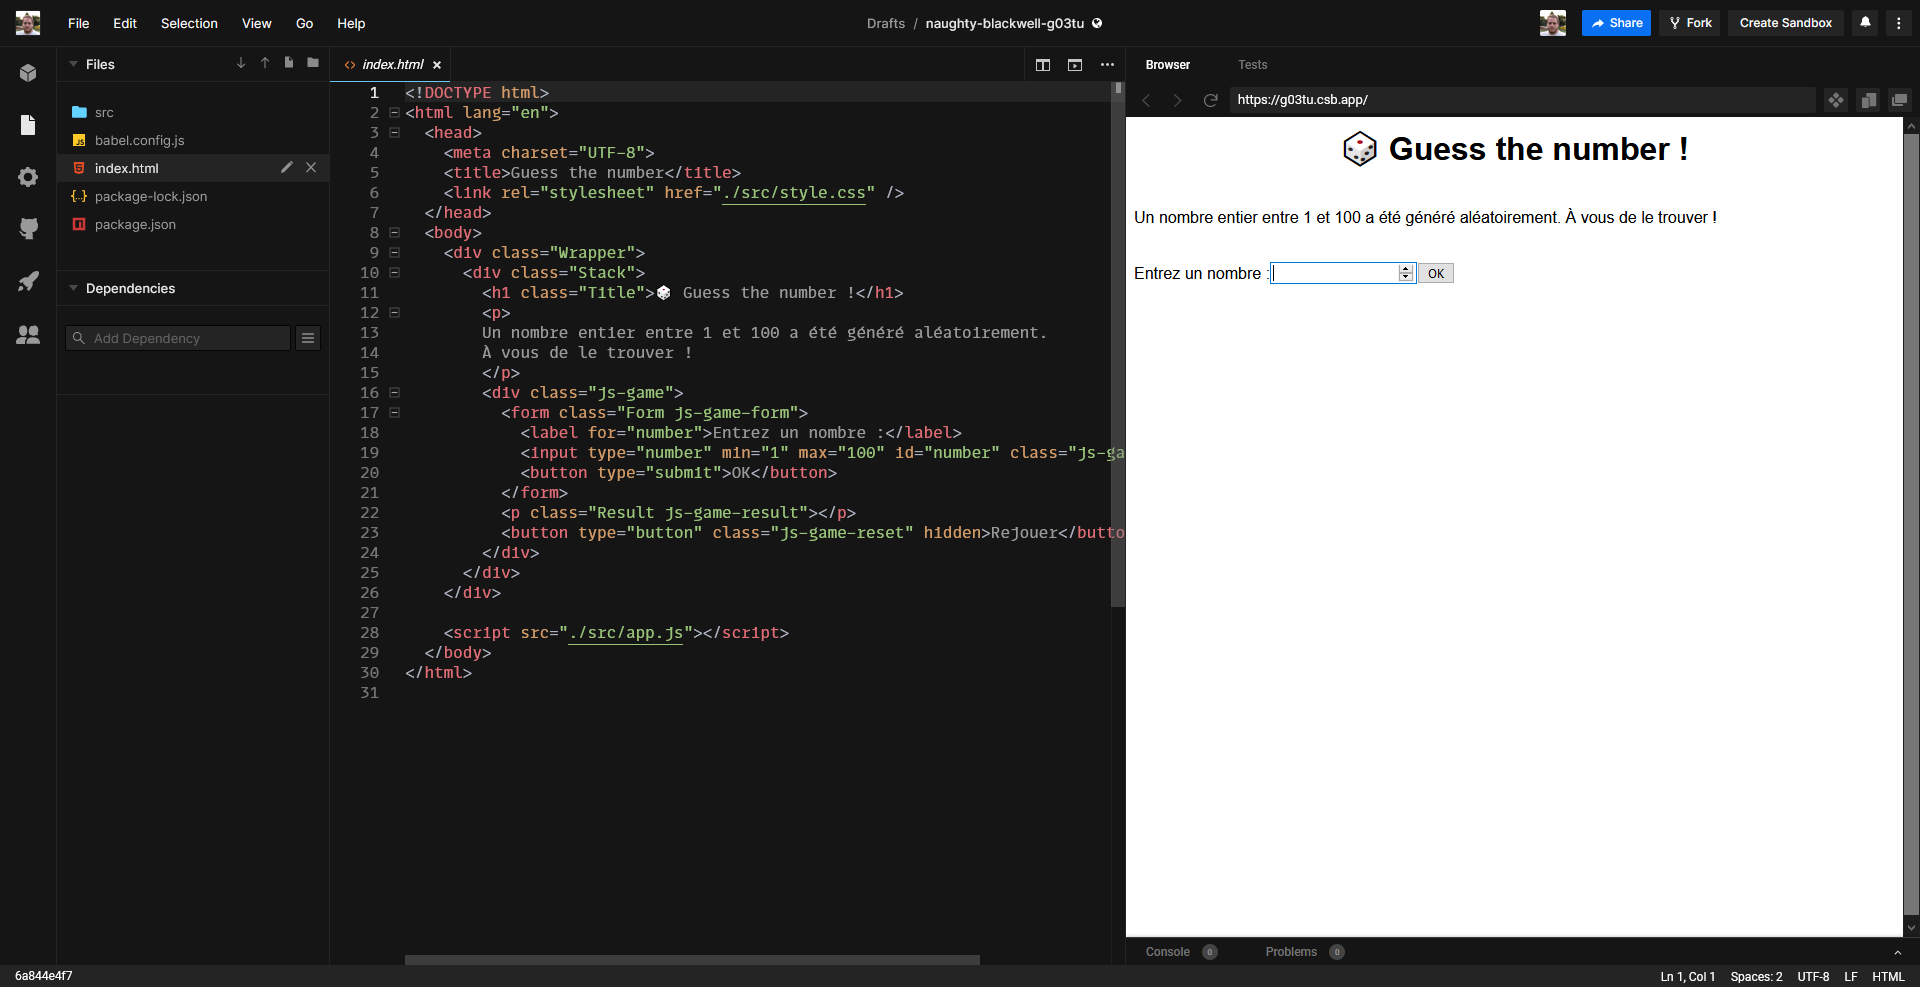 File Edit Selection View Go Help
Drafts / naughty-blackwell-g03tu
Share Fork Create Sandbox
Files
src
babel.config.js
index.html
package-lock.json
package.json
Dependencies
Add Dependency
index.html
1 <!DOCTYPE html>
2 <html lang="en">
3 <head>
4 <meta charset="UTF-8">
5 <title>Guess the number</title>
6 <link rel="stylesheet" href="./src/style.css" />
7 </head>
8 <body>
9 <div class="Wrapper">
10 <div class="Stack">
11 <h1 class="Title">🎲 Guess the number !</h1>
12 <p>
13 Un nombre entier entre 1 et 100 a été généré aléatoirement.
14 À vous de le trouver !
15 </p>
16 <div class="js-game">
17 <form class="Form js-game-form">
18 <label for="number">Entrez un nombre :</label>
19 <input type="number" min="1" max="100" id="number" class="js-ga
20 <button type="submit">OK</button>
21 </form>
22 <p class="Result js-game-result"></p>
23 <button type="button" class="js-game-reset" hidden>Rejouer</butto
24 </div>
25 </div>
26 </div>
27
28 <script src="./src/app.js"></script>
29 </body>
30 </html>
31
Browser Tests
https://g03tu.csb.app/
🎲 Guess the number !
Un nombre entier entre 1 et 100 a été généré aléatoirement. À vous de le trouver !
Entrez un nombre : OK
Console 0 Problems 0
6a844e4f7
Ln 1, Col 1 Spaces: 2 UTF-8 LF HTML